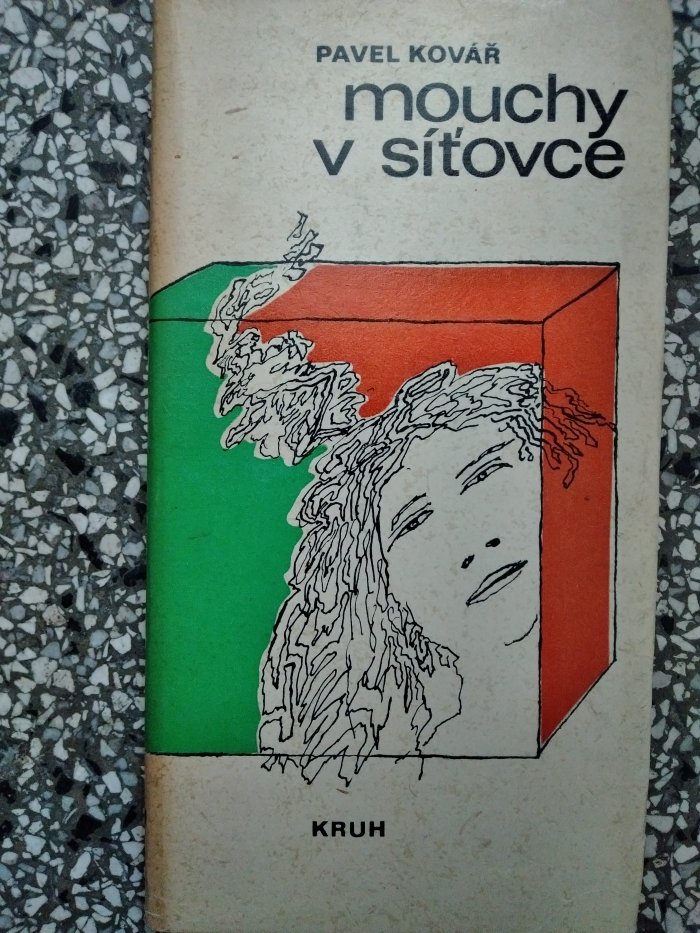 PAVEL KOVÁŘ
mouchy
v síťovce
KRUH